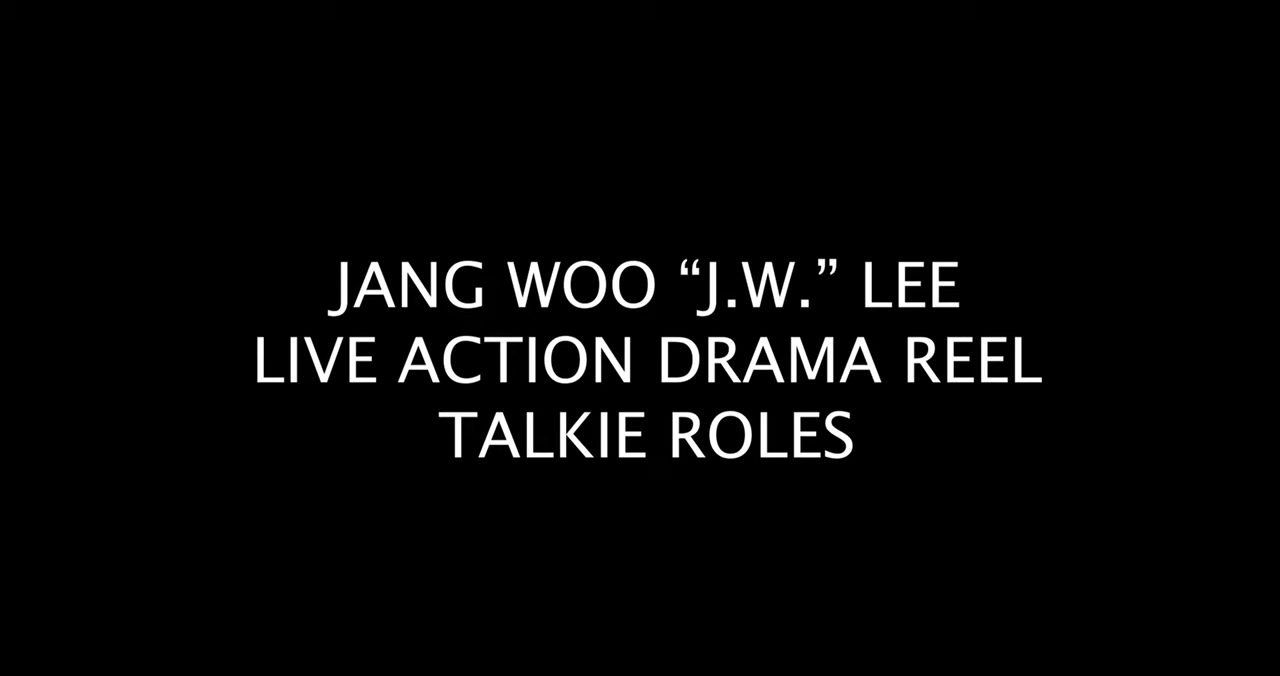 JANG WOO “J.W.” LEE
LIVE ACTION DRAMA REEL
TALKIE ROLES